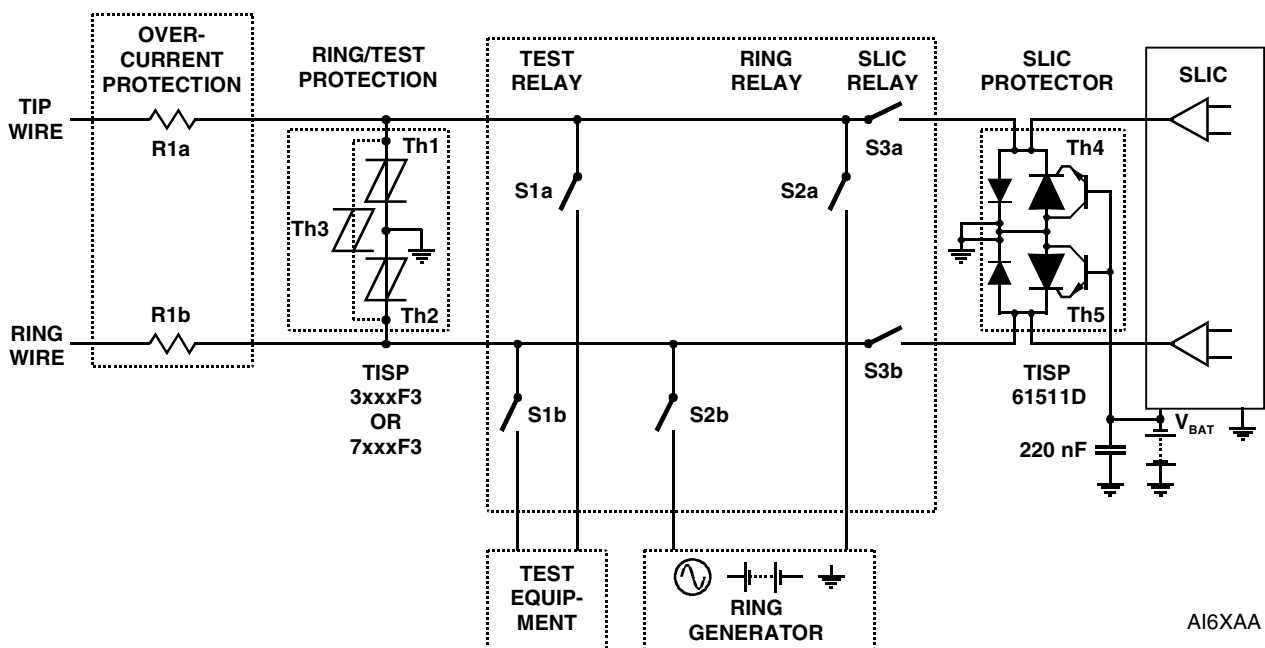 OVER-
CURRENT
PROTECTION
RING/TEST
PROTECTION
TEST
RELAY
RING
RELAY
SLIC
RELAY
SLIC
PROTECTOR
SLIC
TIP
WIRE
R1a
Th1
Th3
Th2
S1a
S2a
S3a
Th4
Th5
RING
WIRE
R1b
TISP
3xxxF3
OR
7xxxF3
S1b
S2b
S3b
TISP
61511D
220 nF
VBAT
TEST
EQUIP-
MENT
RING
GENERATOR
AI6XAA